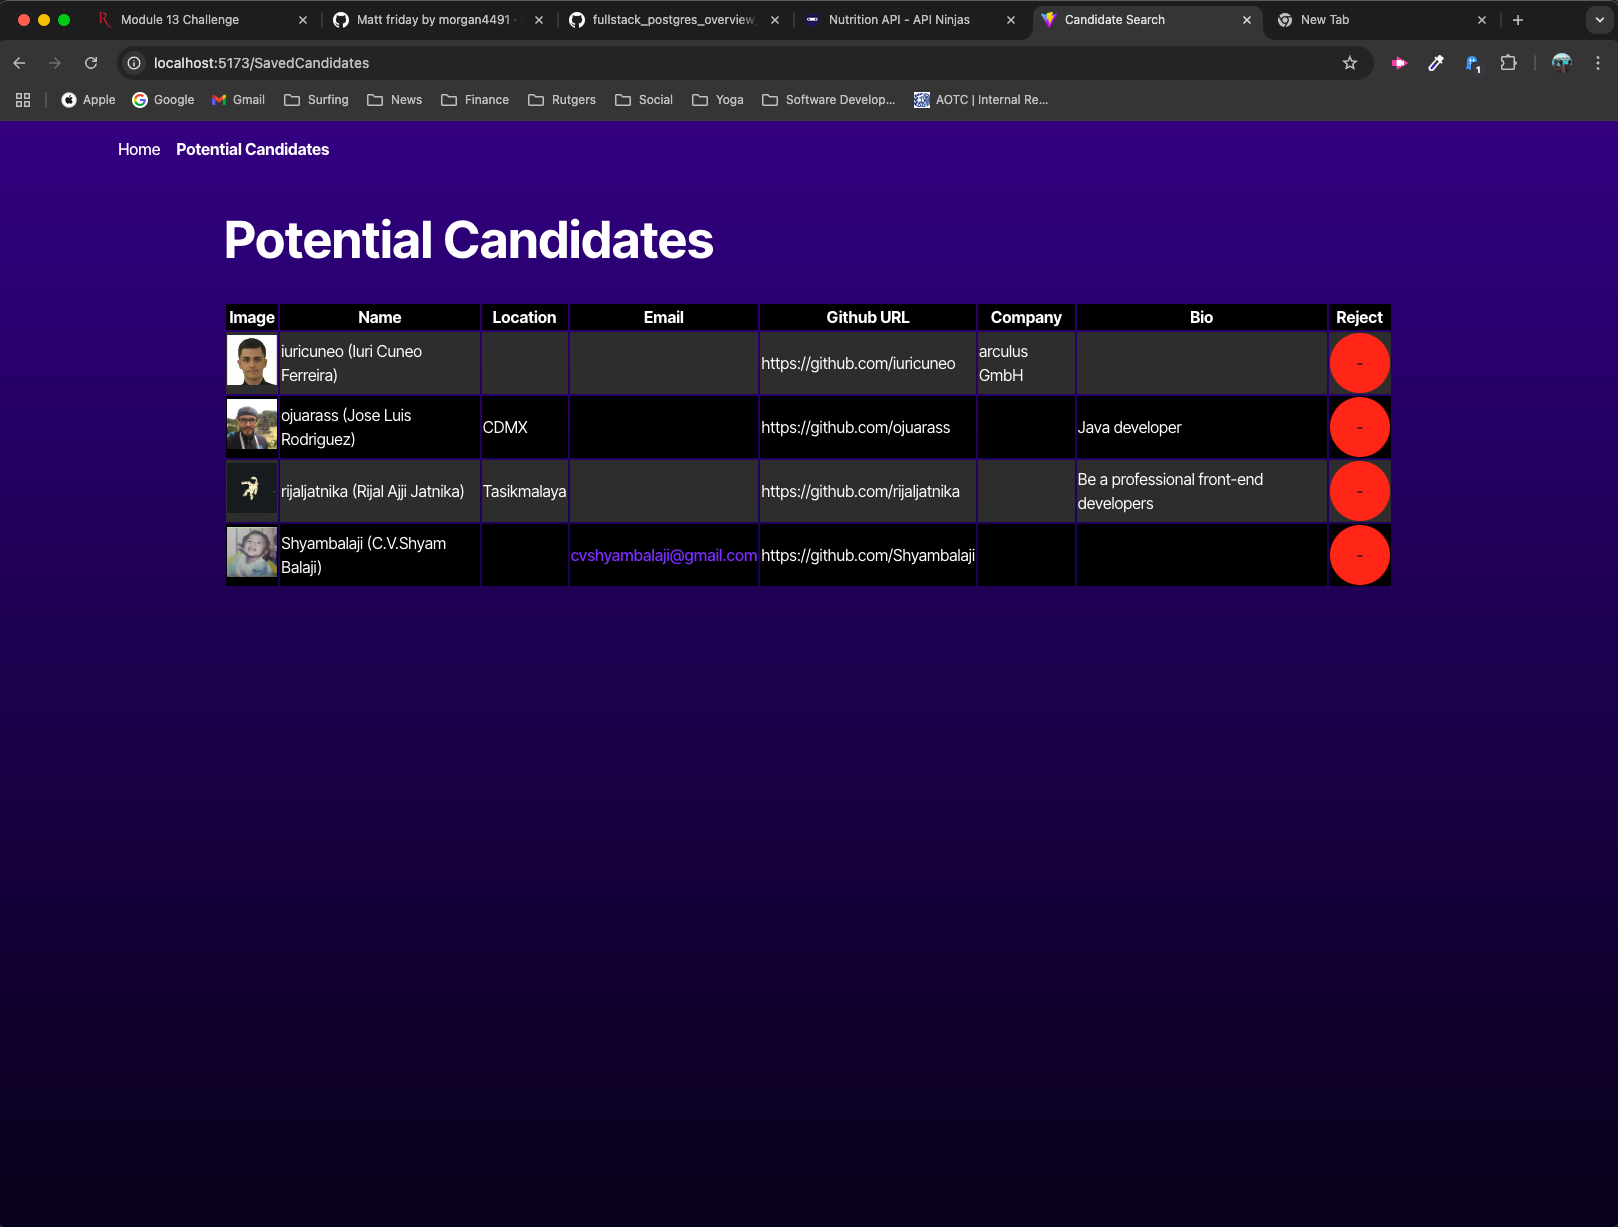 Module 13 Challenge
Matt friday by morgan4491 ·
fullstack_postgres_overview_
Nutrition API - API Ninjas
Candidate Search
New Tab
localhost:5173/SavedCandidates
1
Apple
Google
Gmail
Surfing
News
Finance
Rutgers
Social
Yoga
Software Develop...
AOTC | Internal Re...
Home
Potential Candidates
Potential Candidates
Image Name Location Email Github URL Company Bio Reject
iuricuneo (Iuri Cuneo
Ferreira)
https://github.com/iuricuneo
arculus
GmbH
-
ojuarass (Jose Luis
Rodriguez)
CDMX
https://github.com/ojuarass
Java developer
-
rijaljatnika (Rijal Ajji Jatnika)
Tasikmalaya
https://github.com/rijaljatnika
Be a professional front-end
developers
-
Shyambalaji (C.V.Shyam
Balaji)
cvshyambalaji@gmail.com
https://github.com/Shyambalaji
-